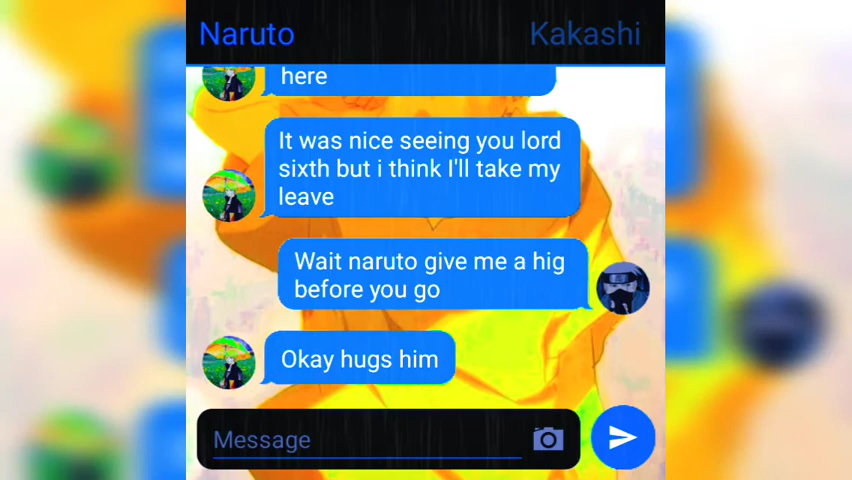 Naruto Kakashi
here
It was nice seeing you lord
sixth but i think I'll take my
leave
Wait naruto give me a hig
before you go
Okay hugs him
Message